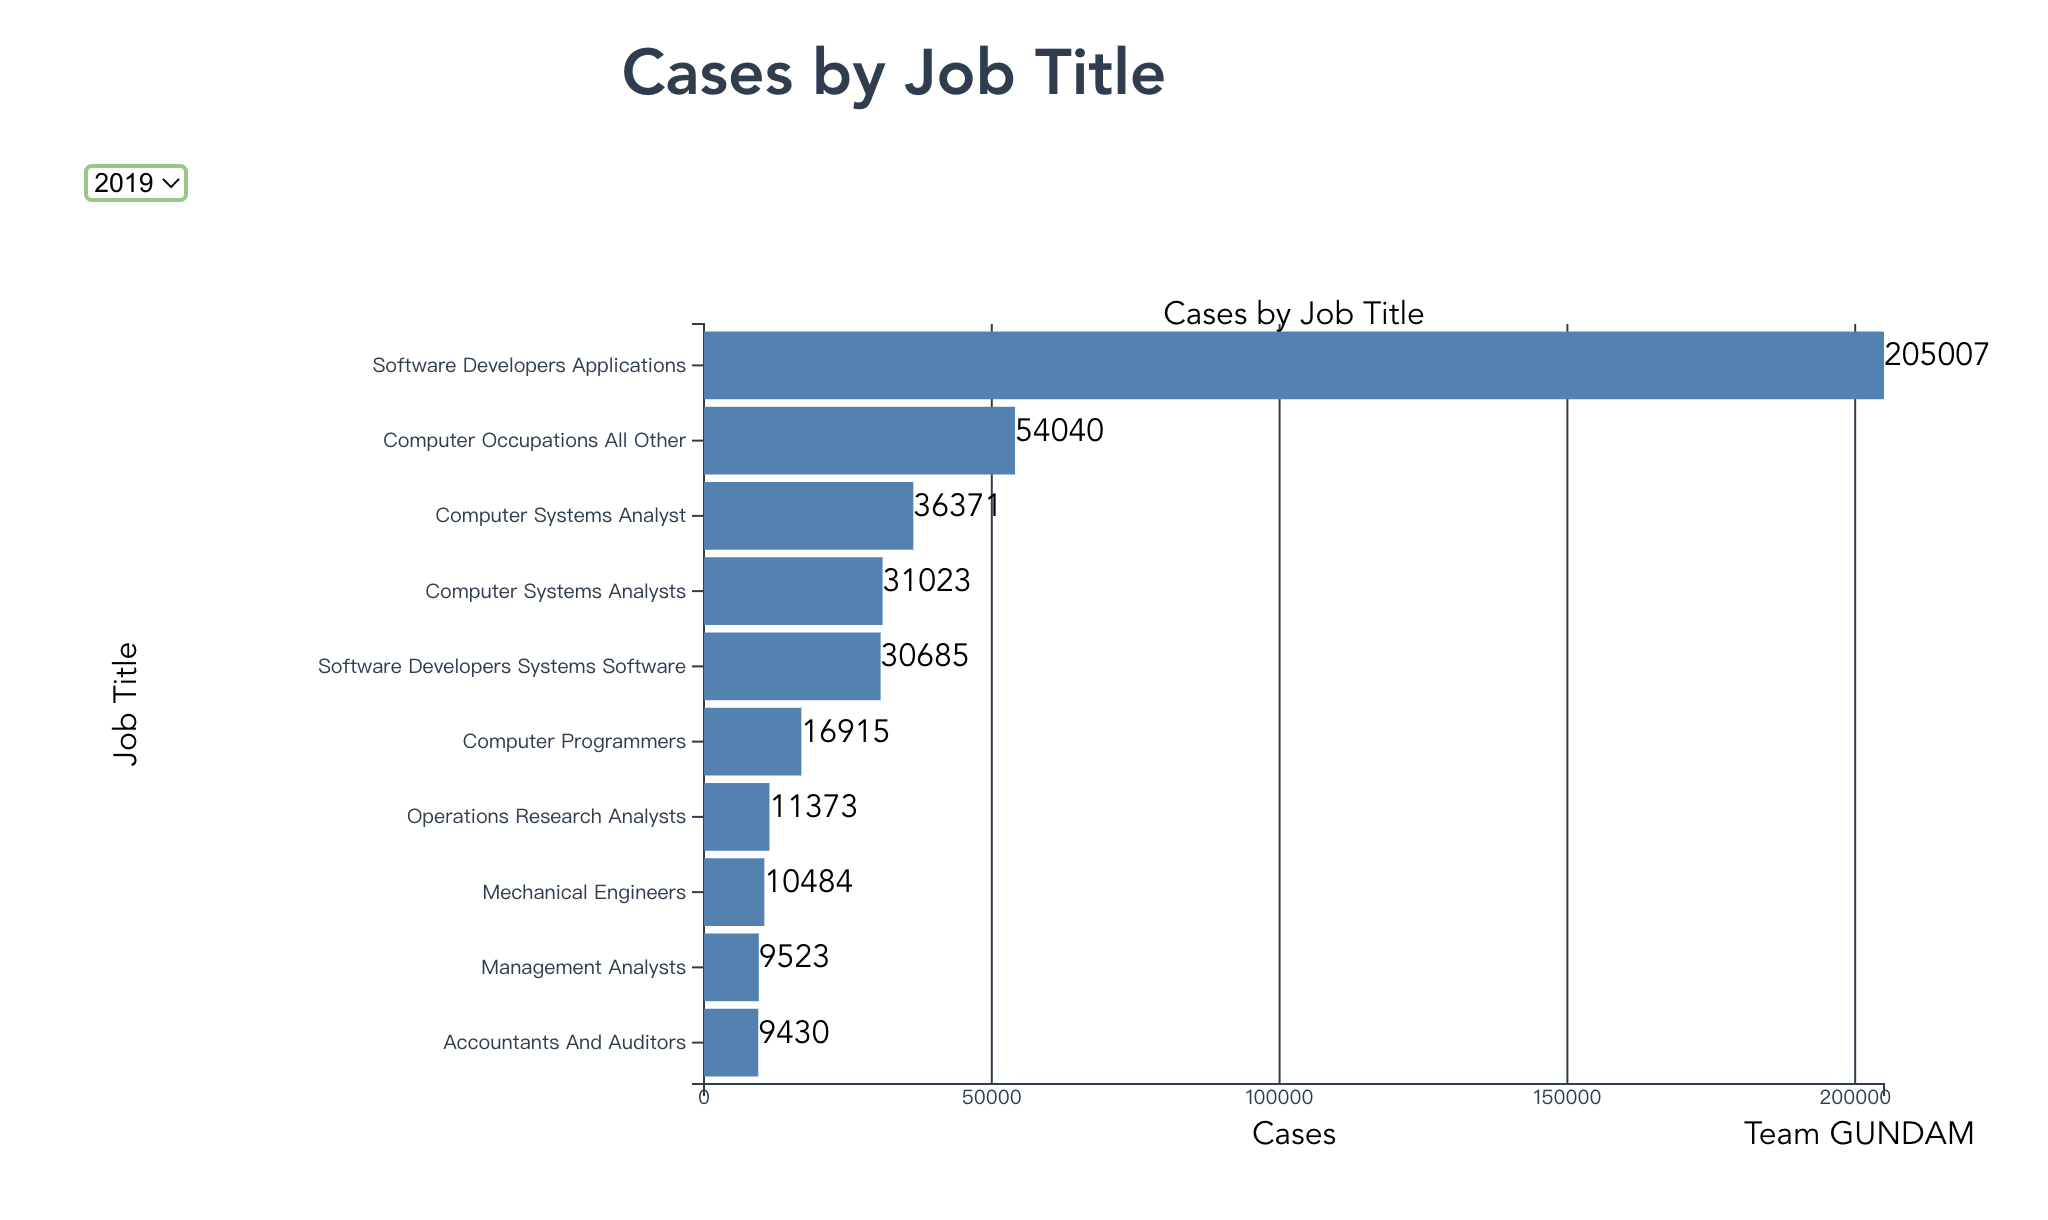 Cases by Job Title
2019
Cases by Job Title
Software Developers Applications 205007
Computer Occupations All Other 54040
Computer Systems Analyst 36371
Computer Systems Analysts 31023
Software Developers Systems Software 30685
Computer Programmers 16915
Operations Research Analysts 11373
Mechanical Engineers 10484
Management Analysts 9523
Accountants And Auditors 9430
Job Title
0 50000 100000 150000 200000
Cases
Team GUNDAM